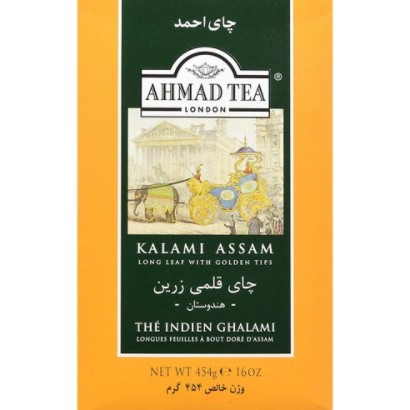 چای احمد
AHMAD TEA®
LONDON
KALAMI ASSAM
LONG LEAF WITH GOLDEN TIPS
چای قلمی زرین
- هندوستان -
THÉ INDIEN GHALAMI
LONGUES FEUILLES À BOUT DORÉ D'ASSAM
NET WT 454g ℮ 16OZ
وزن خالص ۴۵۴ گرم